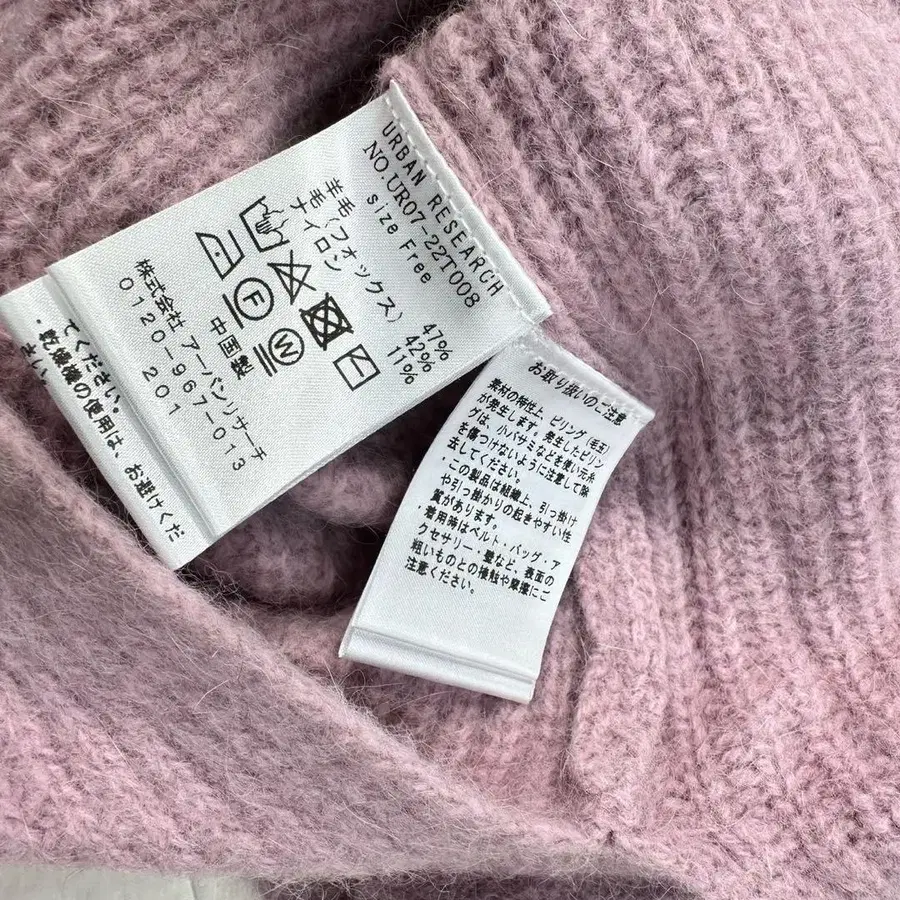 URBAN RESEARCH
NO.UR07-22T008
size Free
羊毛 47%
毛(フォックス) 42%
ナイロン 11%
F
W
中国製
株式会社アーバンリサーチ
0120-967-013
201
てください。
・乾燥機の使用は、お避けくだ
さい。
お取り扱いのご注意
素材の特性上、ピリング(毛玉)
が発生します。発生したピリン
グは、小バサミなどを使い元糸
を傷つけないように注意して除
去してください。
・この製品は組織上、引っ掛け
や引っ掛かりの起きやすい性
質があります。
・着用時はベルト・バッグ・ア
クセサリー・壁など、表面の
粗いものとの接触や摩擦にご
注意ください。